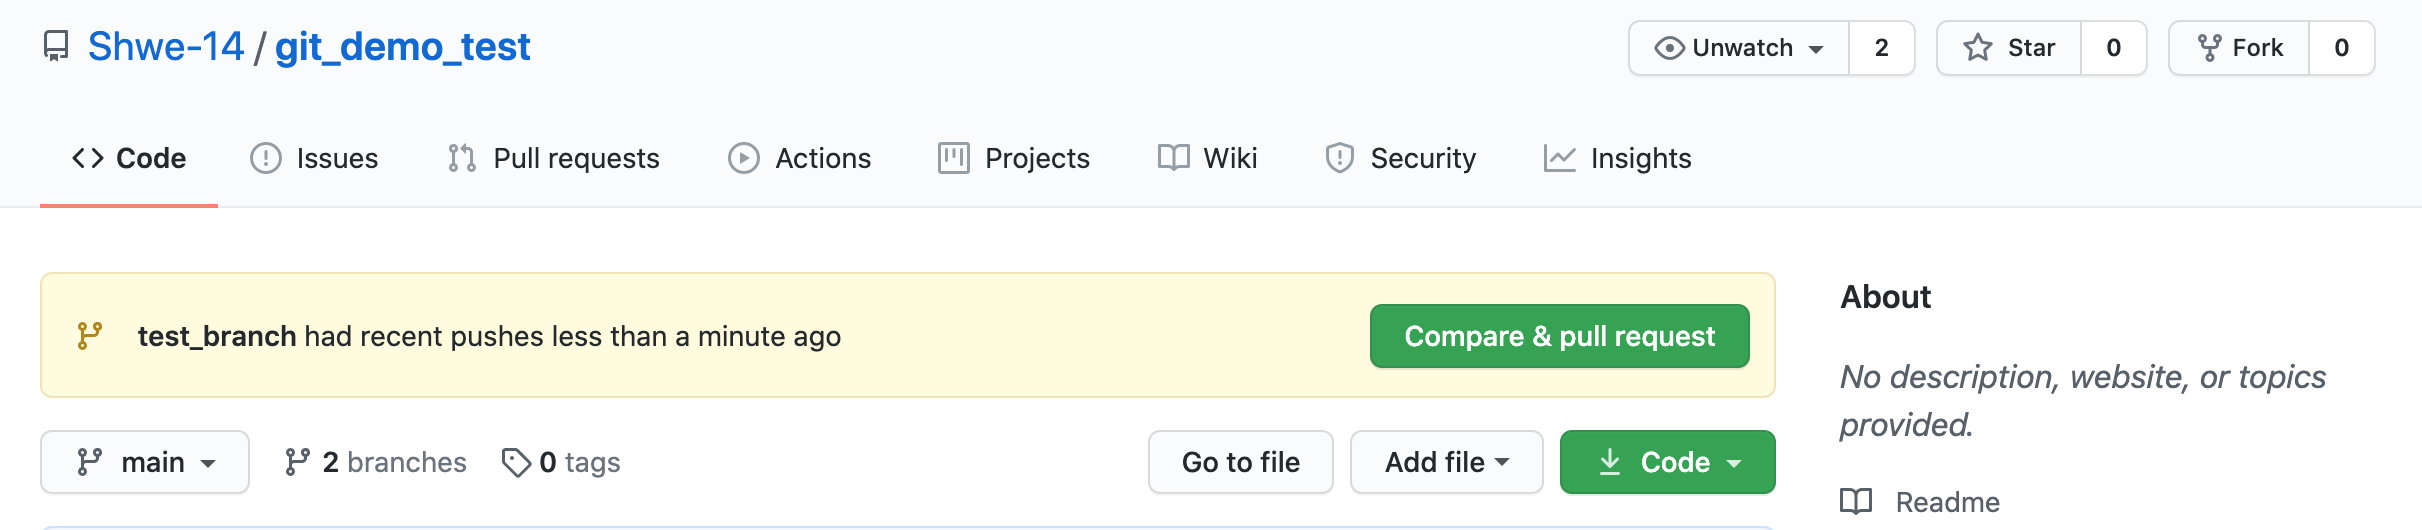 Shwe-14 / git_demo_test
Unwatch 2 Star 0 Fork 0
Code Issues Pull requests Actions Projects Wiki Security Insights
test_branch had recent pushes less than a minute ago
Compare & pull request
main 2 branches 0 tags
Go to file Add file Code
About
No description, website, or topics
provided.
Readme